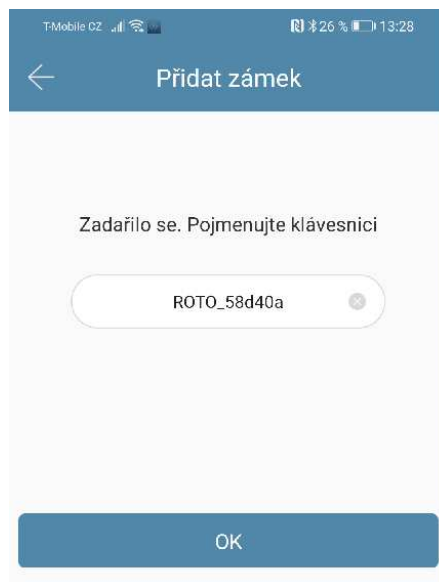 T-Mobile CZ 26 % 13:28
Přidat zámek
Zadařilo se. Pojmenujte klávesnici
ROTO_58d40a
OK